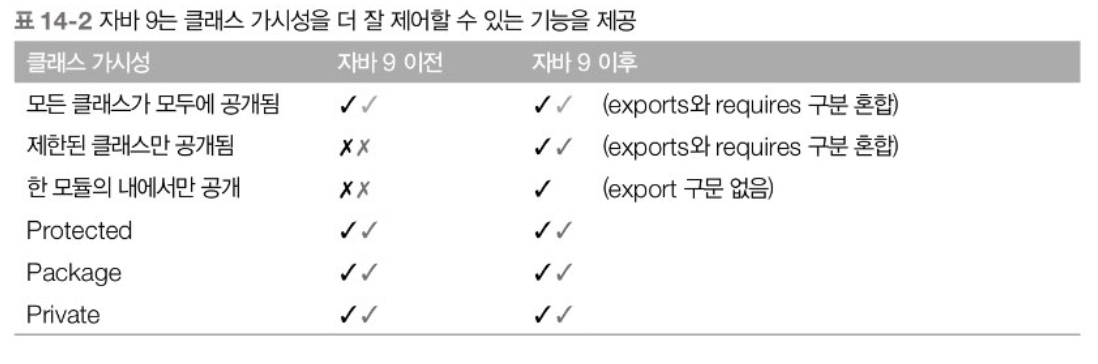 표 14-2 자바 9는 클래스 가시성을 더 잘 제어할 수 있는 기능을 제공
클래스 가시성 자바 9 이전 자바 9 이후
모든 클래스가 모두에 공개됨 ✓✓ ✓✓ (exports와 requires 구분 혼합)
제한된 클래스만 공개됨 ✗✗ ✓✓ (exports와 requires 구분 혼합)
한 모듈의 내에서만 공개 ✗✗ ✓ (export 구문 없음)
Protected ✓✓ ✓✓
Package ✓✓ ✓✓
Private ✓✓ ✓✓